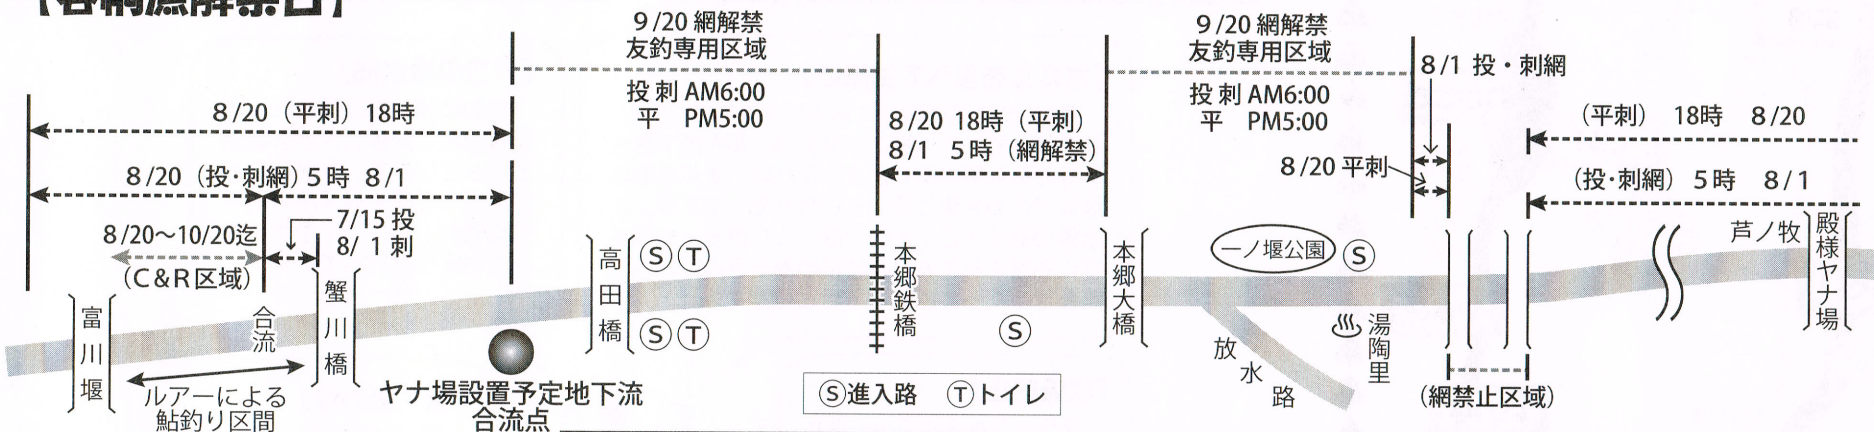 【各網漁解禁日】
9/20 網解禁
友釣専用区域
投 刺 AM6:00
平 PM5:00
9/20 網解禁
友釣専用区域
投 刺 AM6:00
平 PM5:00
8/1 投・刺網
8/20 平刺
8/20（平刺）18時
8/20 18時（平刺）
8/1 5時（網解禁）
（平刺） 18時 8/20
8/20（投・刺網）5時 8/1
（投・刺網） 5時 8/1
7/15 投
8/ 1 刺
8/20～10/20迄
（C＆R区域）
富川堰
合流
蟹川橋
高田橋
Ⓢ Ⓣ
Ⓢ Ⓣ
本郷鉄橋
Ⓢ
本郷大橋
一ノ堰公園
Ⓢ
湯陶里
放水路
芦ノ牧
殿様ヤナ場
ルアーによる
鮎釣り区間
ヤナ場設置予定地下流
合流点
Ⓢ進入路 Ⓣトイレ
（網禁止区域）